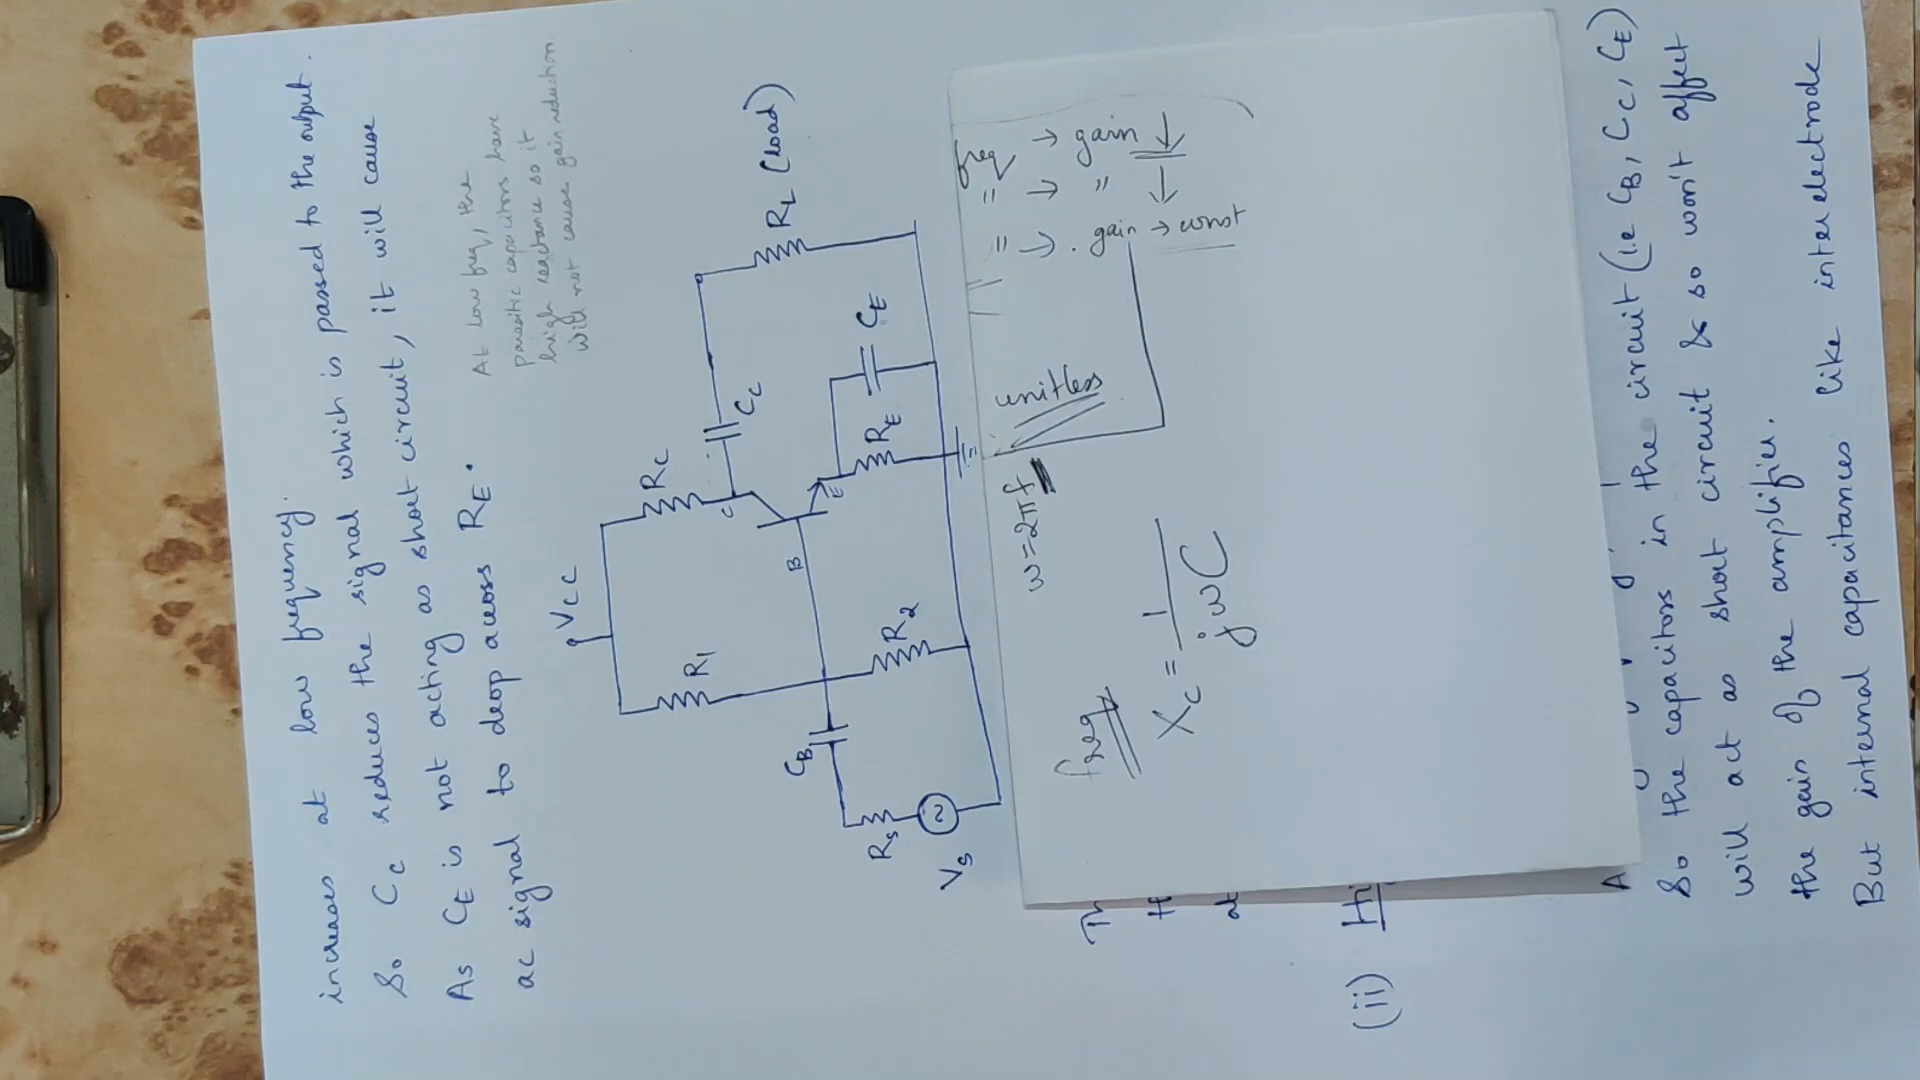 increases at low frequency.
So Cc reduces the signal which is passed to the output.
As CE is not acting as short circuit, it will cause
ac signal to drop across RE.
At low freq, the
parasitic capacitors have
high reactance so it
will not cause gain reduction
VCC
R1
RC
C
CC
RL (load)
B
E
RE
CE
CB
R2
Rs
Vs
freq → gain ↓
= → " ↓
= → . gain → const
unitless
w=2πf
freq
Xc = 1
jwC
Th
at
(ii) Hi
A
So the capacitors in the circuit (i.e CB, CC, CE)
will act as short circuit & so won't affect
the gain of the amplifier.
But internal capacitances like interelectrode